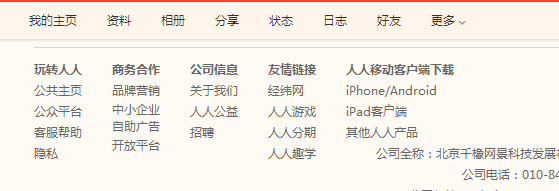 我的主页 资料 相册 分享 状态 日志 好友 更多
玩转人人 商务合作 公司信息 友情链接 人人移动客户端下载
公共主页 品牌营销 关于我们 经纬网 iPhone/Android
公众平台 中小企业 人人公益 人人游戏 iPad客户端
自助广告
客服帮助 招聘 人人分期 其他人人产品
开放平台
隐私 人人趣学 公司全称：北京千橡网景科技发展
公司电话：010-84